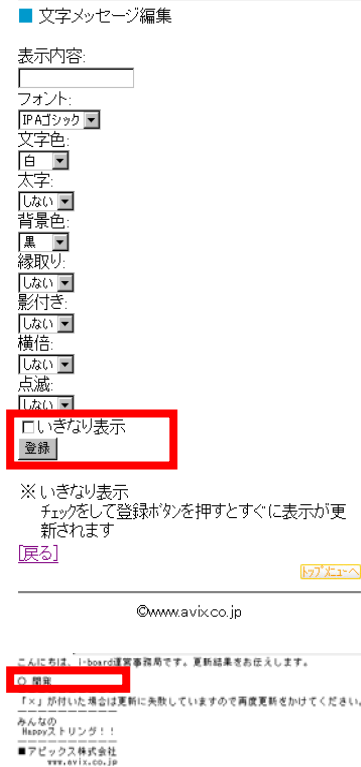 ■ 文字メッセージ編集
表示内容:
フォント:
IPAゴシック
文字色:
白
太字:
しない
背景色:
黒
縁取り:
しない
影付き:
しない
横倍:
しない
点滅:
しない
いきなり表示
登録
※いきなり表示
チェックをして登録ボタンを押すとすぐに表示が更
新されます
[戻る]
トップメニューへ
©www.avix.co.jp
こんにちは、i-board運営事務局です。更新結果をお伝えします。
○ 開発
「×」が付いた場合は更新に失敗していますので再度更新をかけてください。
みんなの
Happyストリング！！
■アビックス株式会社
www.avix.co.jp